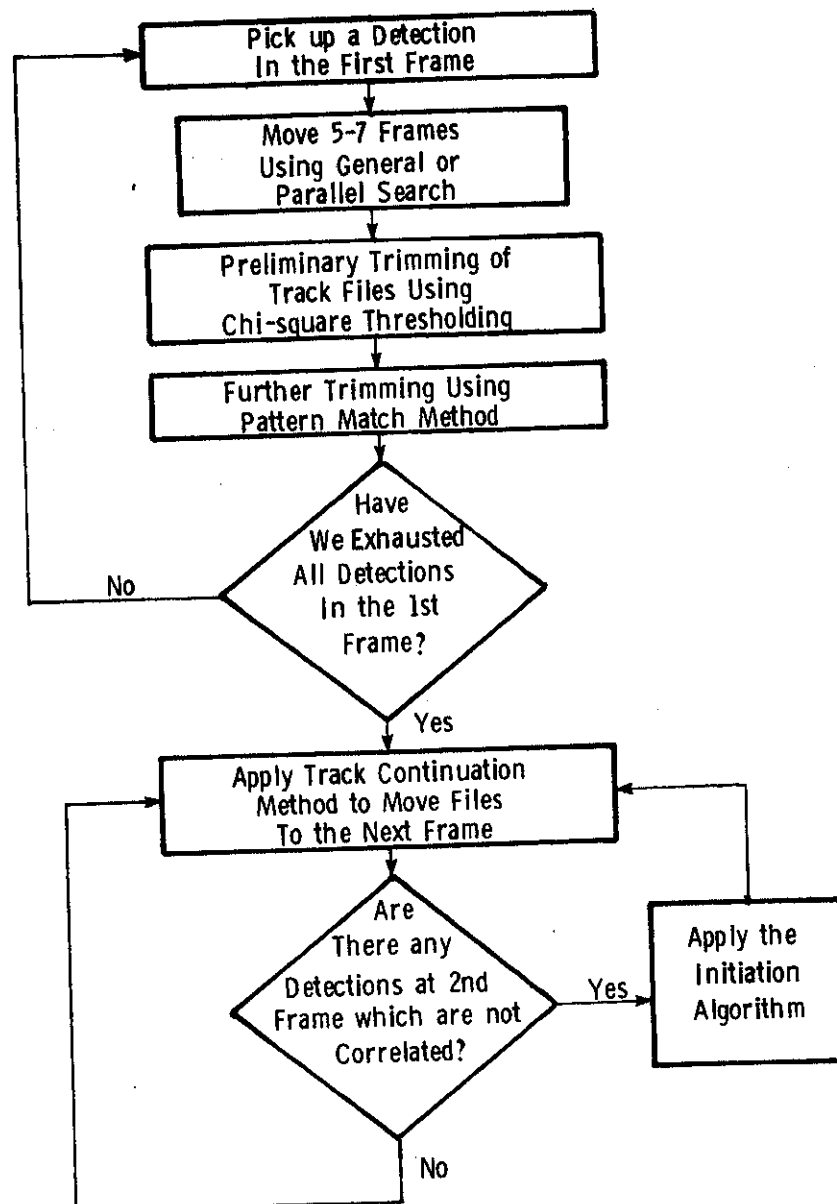 Pick up a Detection
In the First Frame
Move 5-7 Frames
Using General or
Parallel Search
Preliminary Trimming of
Track Files Using
Chi-square Thresholding
Further Trimming Using
Pattern Match Method
Have
We Exhausted
All Detections
In the 1st
Frame?
No
Yes
Apply Track Continuation
Method to Move Files
To the Next Frame
Are
There any
Detections at 2nd
Frame which are not
Correlated?
Yes
Apply the
Initiation
Algorithm
No